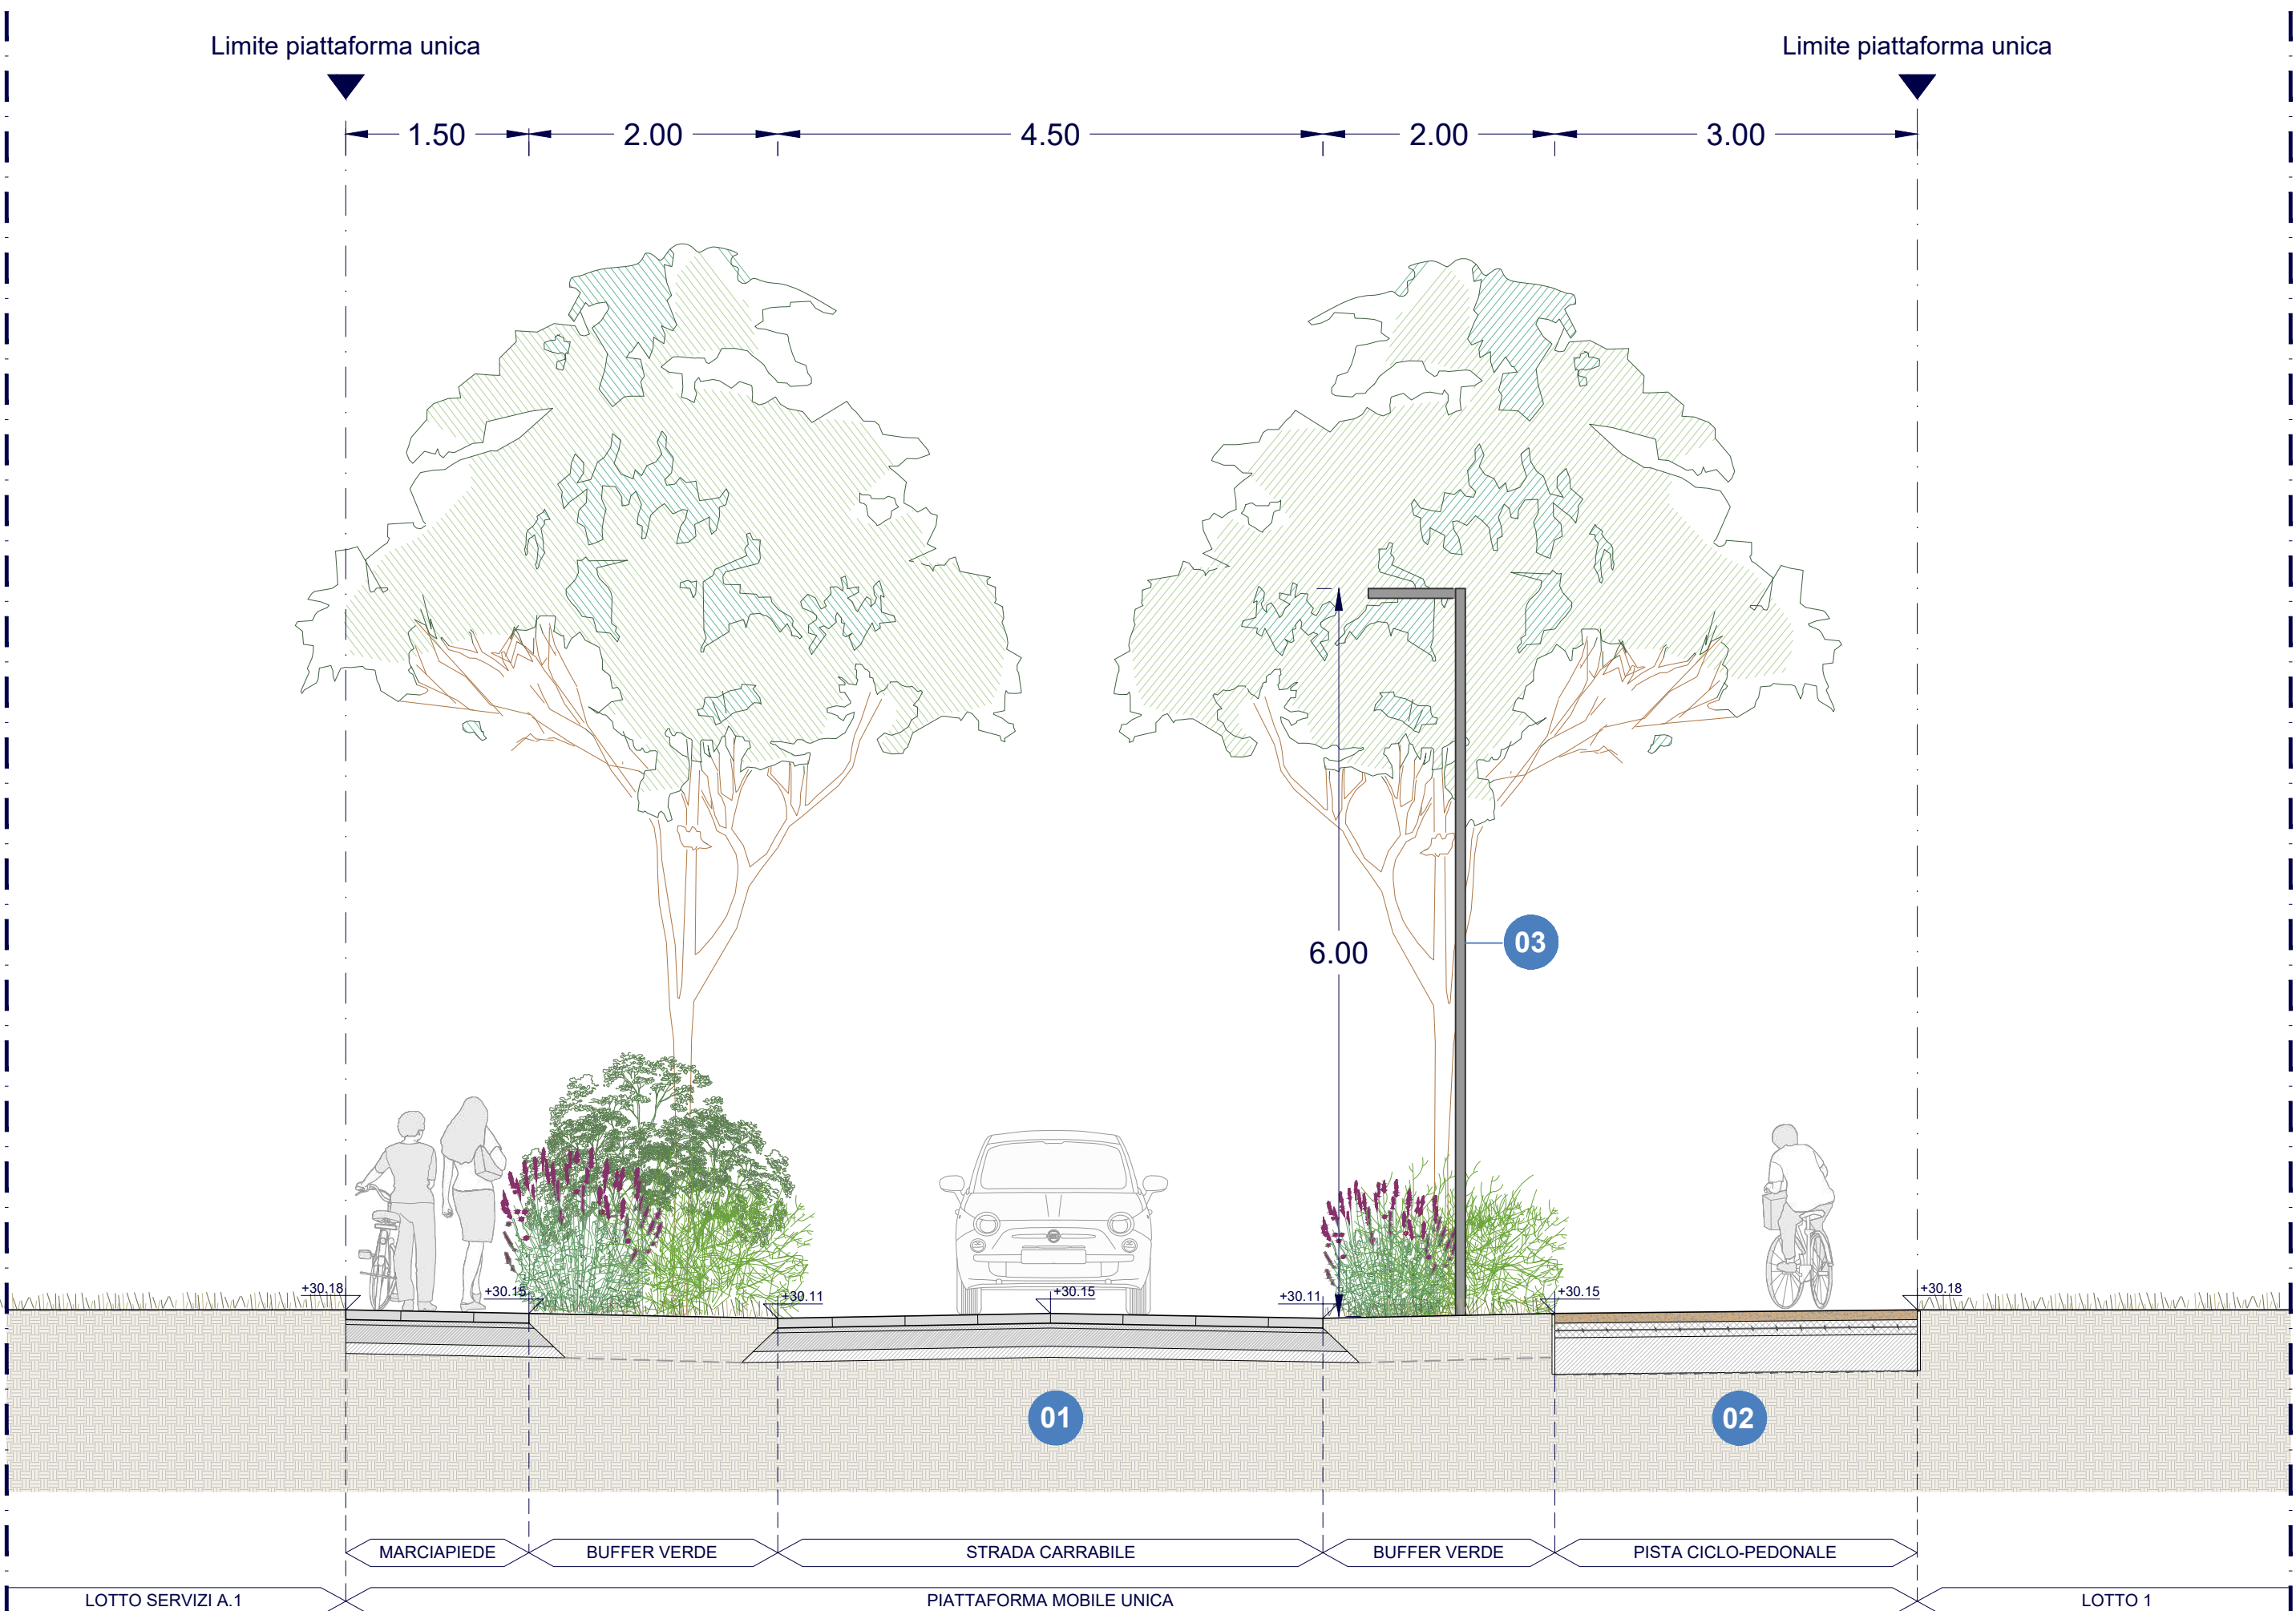 Limite piattaforma unica
Limite piattaforma unica
1.50
2.00
4.50
2.00
3.00
6.00
03
+30.18
+30.15
+30.11
+30.15
+30.11
+30.15
+30.18
01
02
MARCIAPIEDE
BUFFER VERDE
STRADA CARRABILE
BUFFER VERDE
PISTA CICLO-PEDONALE
LOTTO SERVIZI A.1
PIATTAFORMA MOBILE UNICA
LOTTO 1